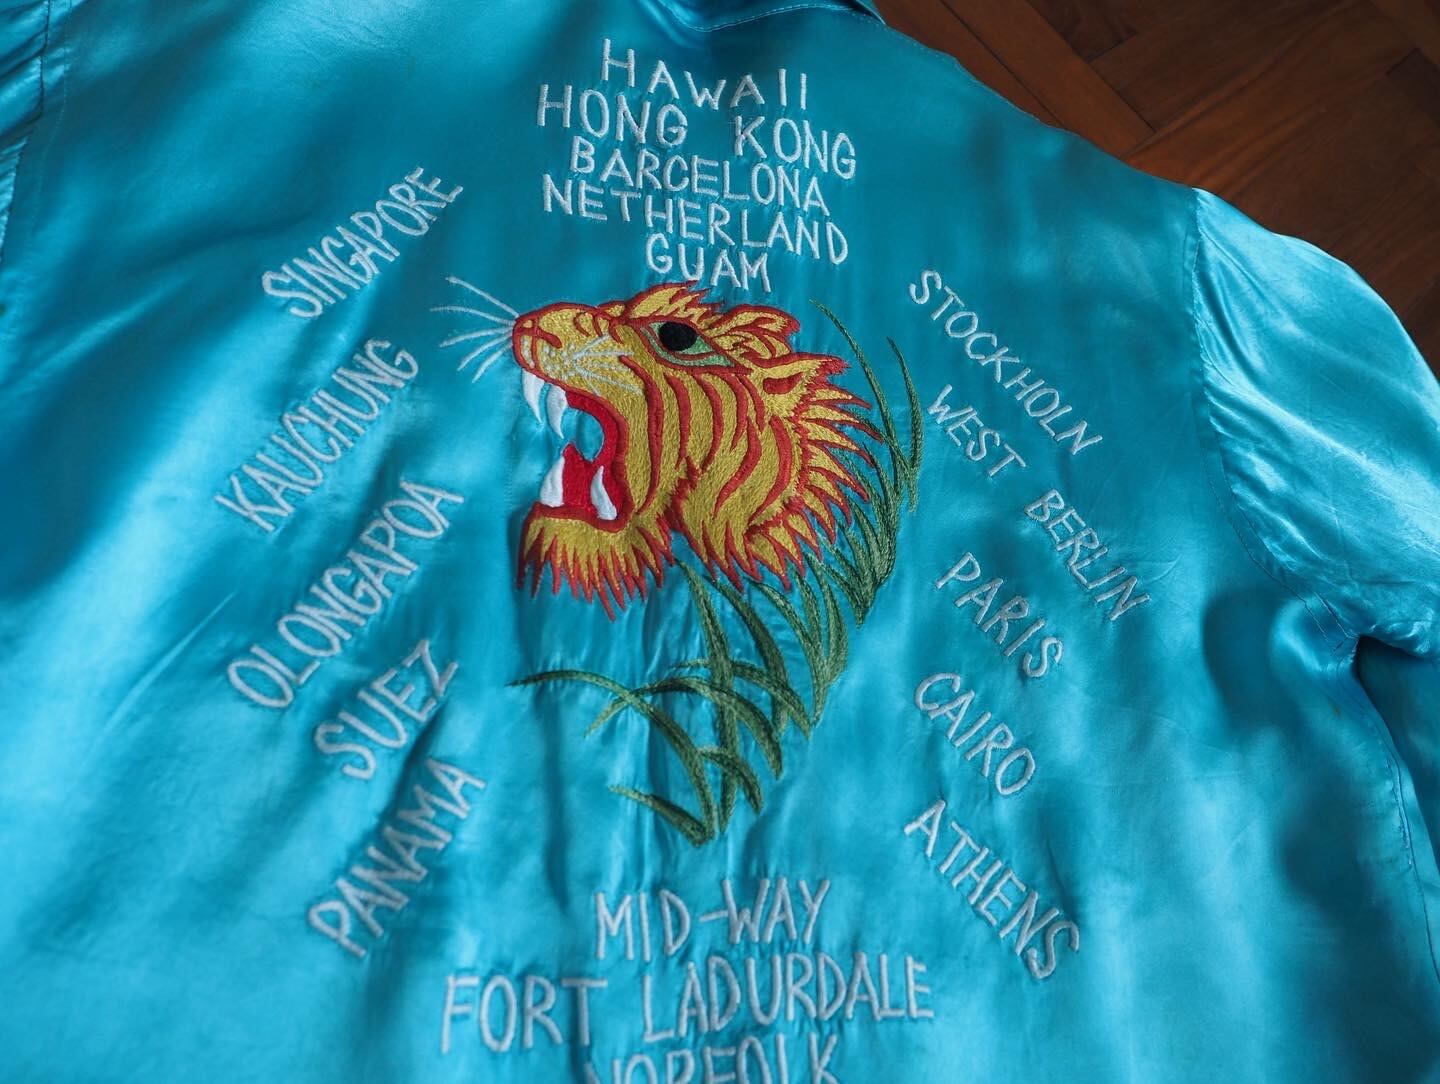 HAWAII
HONG KONG
BARCELONA
NETHERLAND
GUAM
SINGAPORE
KAUCHUNG
OLONGAPOA
SUEZ
PANAMA
STOCKHOLN
WEST BERLIN
PARIS
CAIRO
ATHENS
MID-WAY
FORT LADURDALE
NORFOLK